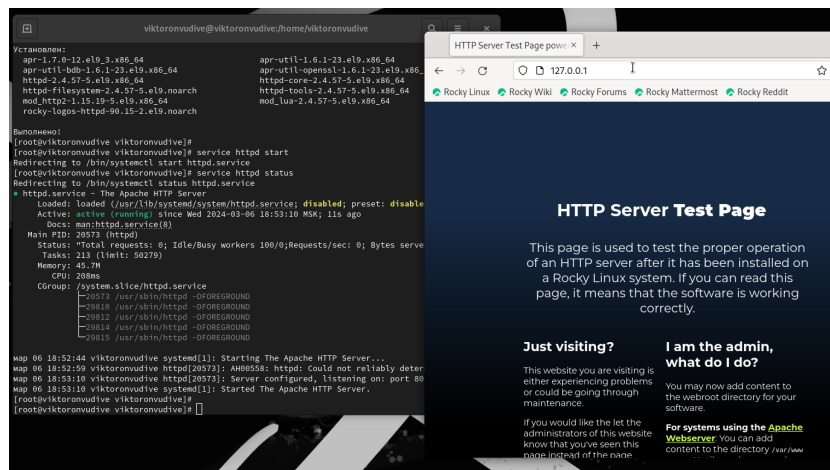 viktoronvudive@viktoronvudive:/home/viktoronvudive
Установлен:
apr-1.7.0-12.el9_3.x86_64 apr-util-1.6.1-23.el9.x86_64
apr-util-bdb-1.6.1-23.el9.x86_64 apr-util-openssl-1.6.1-23.el9.x86_
httpd-2.4.57-5.el9.x86_64 httpd-core-2.4.57-5.el9.x86_64
httpd-filesystem-2.4.57-5.el9.noarch httpd-tools-2.4.57-5.el9.x86_64
mod_http2-1.15.19-5.el9.x86_64 mod_lua-2.4.57-5.el9.x86_64
rocky-logos-httpd-90.15-2.el9.noarch
Выполнено!
[root@viktoronvudive viktoronvudive]#
[root@viktoronvudive viktoronvudive]# service httpd start
Redirecting to /bin/systemctl start httpd.service
[root@viktoronvudive viktoronvudive]# service httpd status
Redirecting to /bin/systemctl status httpd.service
● httpd.service - The Apache HTTP Server
Loaded: loaded (/usr/lib/systemd/system/httpd.service; disabled; preset: disable
Active: active (running) since Wed 2024-03-06 18:53:10 MSK; 11s ago
Docs: man:httpd.service(8)
Main PID: 20573 (httpd)
Status: "Total requests: 0; Idle/Busy workers 100/0;Requests/sec: 0; Bytes serve
Tasks: 213 (limit: 50279)
Memory: 45.7M
CPU: 208ms
CGroup: /system.slice/httpd.service
├─20573 /usr/sbin/httpd -DFOREGROUND
├─29810 /usr/sbin/httpd -DFOREGROUND
├─29812 /usr/sbin/httpd -DFOREGROUND
├─29814 /usr/sbin/httpd -DFOREGROUND
└─29815 /usr/sbin/httpd -DFOREGROUND
мар 06 18:52:44 viktoronvudive systemd[1]: Starting The Apache HTTP Server...
мар 06 18:52:59 viktoronvudive httpd[20573]: AH00558: httpd: Could not reliably deter
мар 06 18:53:10 viktoronvudive httpd[20573]: Server configured, listening on: port 80
мар 06 18:53:10 viktoronvudive systemd[1]: Started The Apache HTTP Server.
[root@viktoronvudive viktoronvudive]#
[root@viktoronvudive viktoronvudive]#
HTTP Server Test Page powe
127.0.0.1
Rocky Linux Rocky Wiki Rocky Forums Rocky Mattermost Rocky Reddit
HTTP Server Test Page
This page is used to test the proper operation
of an HTTP server after it has been installed on
a Rocky Linux system. If you can read this
page, it means that the software is working
correctly.
Just visiting?
This website you are visiting is
either experiencing problems
or could be going through
maintenance.
If you would like the let the
administrators of this website
know that you've seen this
page instead of the page
I am the admin,
what do I do?
You may now add content to
the webroot directory for your
software.
For systems using the Apache
Webserver: You can add
content to the directory /var/www